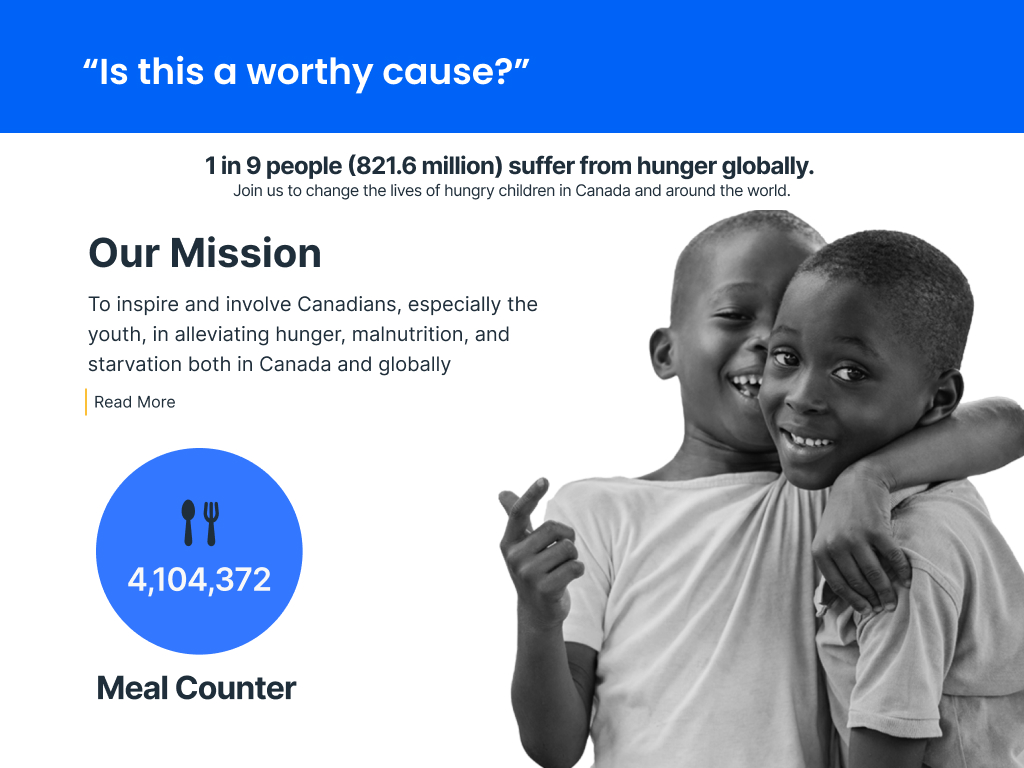 “Is this a worthy cause?”
1 in 9 people (821.6 million) suffer from hunger globally.
Join us to change the lives of hungry children in Canada and around the world.
Our Mission
To inspire and involve Canadians, especially the
youth, in alleviating hunger, malnutrition, and
starvation both in Canada and globally
Read More
4,104,372
Meal Counter